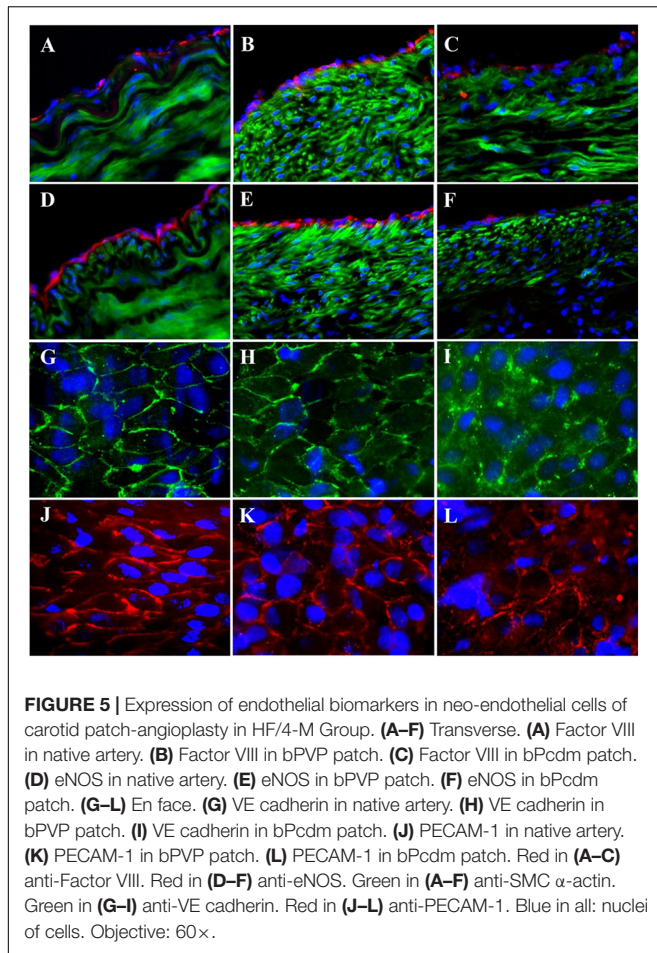 A
B
C
D
E
F
G
H
I
J
K
L
FIGURE 5 | Expression of endothelial biomarkers in neo-endothelial cells of
carotid patch-angioplasty in HF/4-M Group. (A–F) Transverse. (A) Factor VIII
in native artery. (B) Factor VIII in bPVP patch. (C) Factor VIII in bPcdm patch.
(D) eNOS in native artery. (E) eNOS in bPVP patch. (F) eNOS in bPcdm
patch. (G–L) En face. (G) VE cadherin in native artery. (H) VE cadherin in
bPVP patch. (I) VE cadherin in bPcdm patch. (J) PECAM-1 in native artery.
(K) PECAM-1 in bPVP patch. (L) PECAM-1 in bPcdm patch. Red in (A–C)
anti-Factor VIII. Red in (D–F) anti-eNOS. Green in (A–F) anti-SMC α-actin.
Green in (G–I) anti-VE cadherin. Red in (J–L) anti-PECAM-1. Blue in all: nuclei
of cells. Objective: 60×.